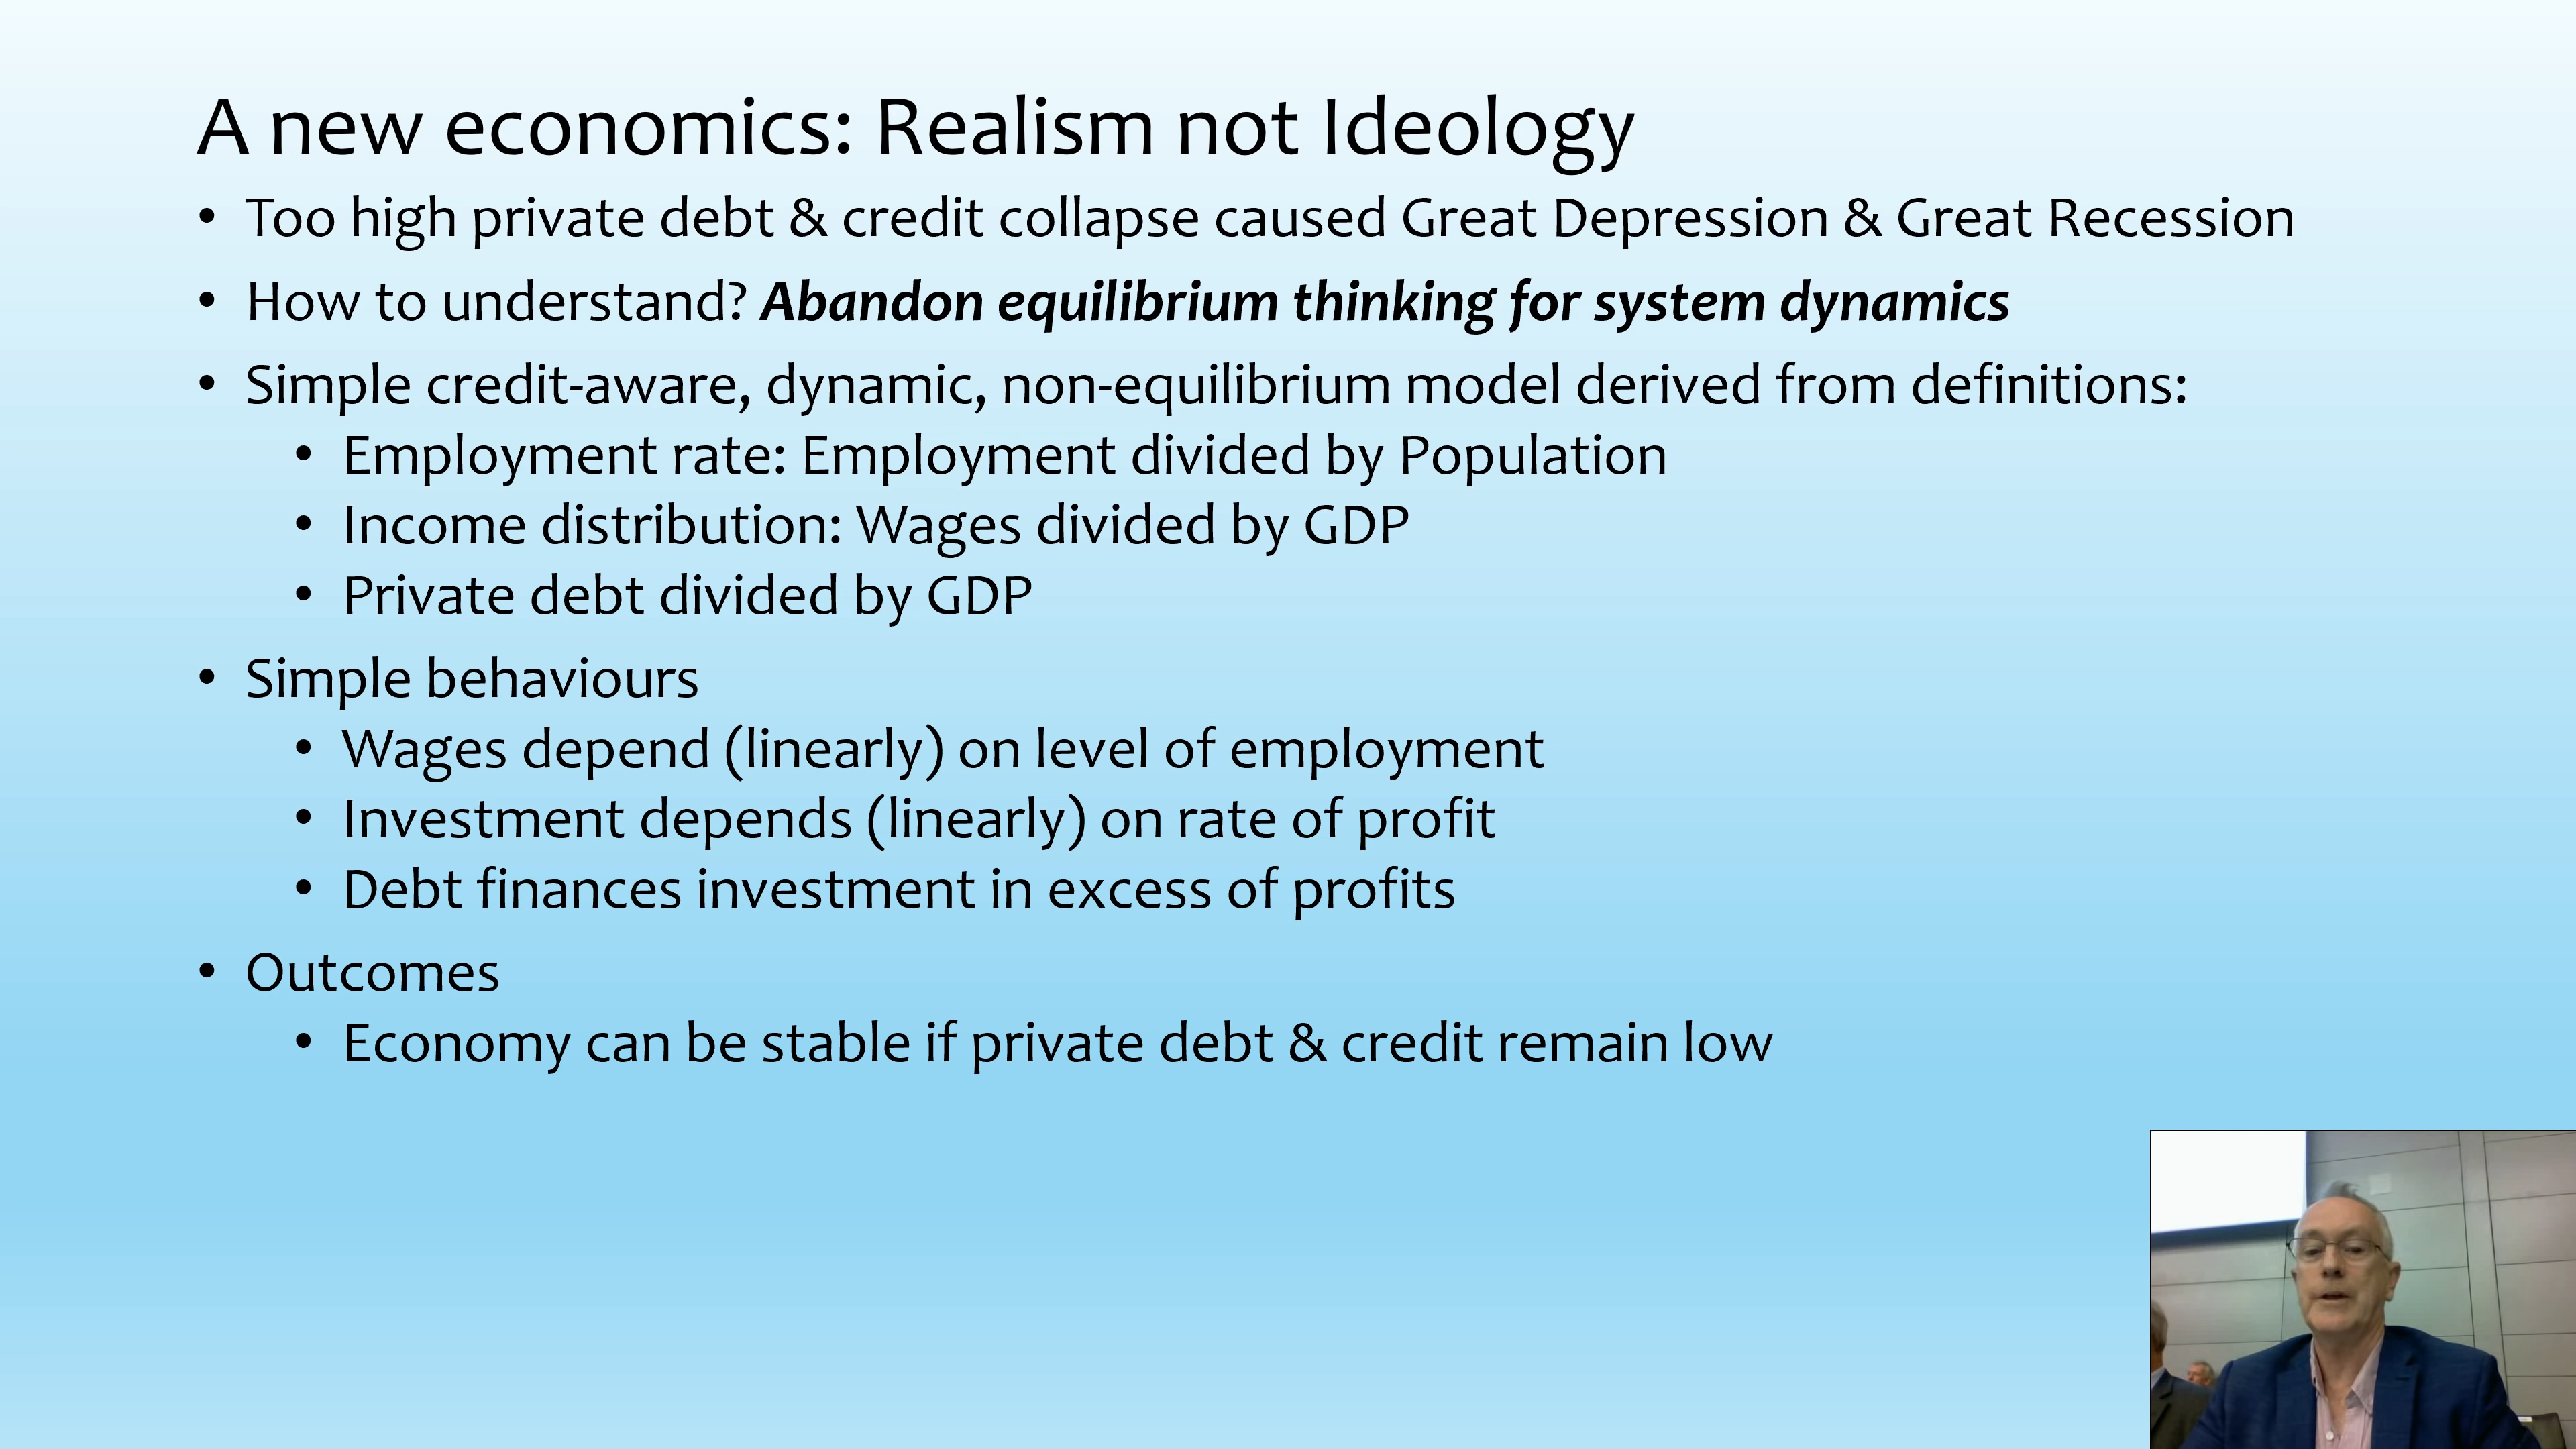 A new economics: Realism not Ideology
• Too high private debt & credit collapse caused Great Depression & Great Recession
• How to understand? Abandon equilibrium thinking for system dynamics
• Simple credit-aware, dynamic, non-equilibrium model derived from definitions:
• Employment rate: Employment divided by Population
• Income distribution: Wages divided by GDP
• Private debt divided by GDP
• Simple behaviours
• Wages depend (linearly) on level of employment
• Investment depends (linearly) on rate of profit
• Debt finances investment in excess of profits
• Outcomes
• Economy can be stable if private debt & credit remain low